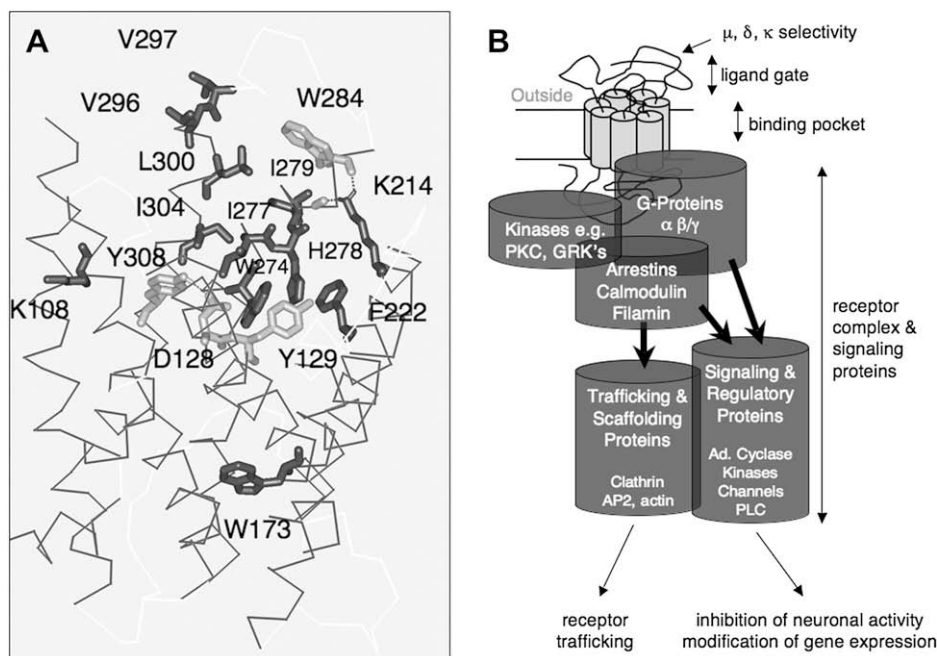 A
V297
V296
W284
L300
I279
K214
I304
I277
H278
Y308
W274
K108
F222
D128
Y129
W173
B
μ, δ, κ selectivity
ligand gate
Outside
binding pocket
G-Proteins
α β/γ
Kinases e.g.
PKC, GRK's
Arrestins
Calmodulin
Filamin
receptor
complex &
signaling
proteins
Trafficking &
Scaffolding
Proteins
Clathrin
AP2, actin
Signaling &
Regulatory
Proteins
Ad. Cyclase
Kinases
Channels
PLC
receptor
trafficking
inhibition of neuronal activity
modification of gene expression